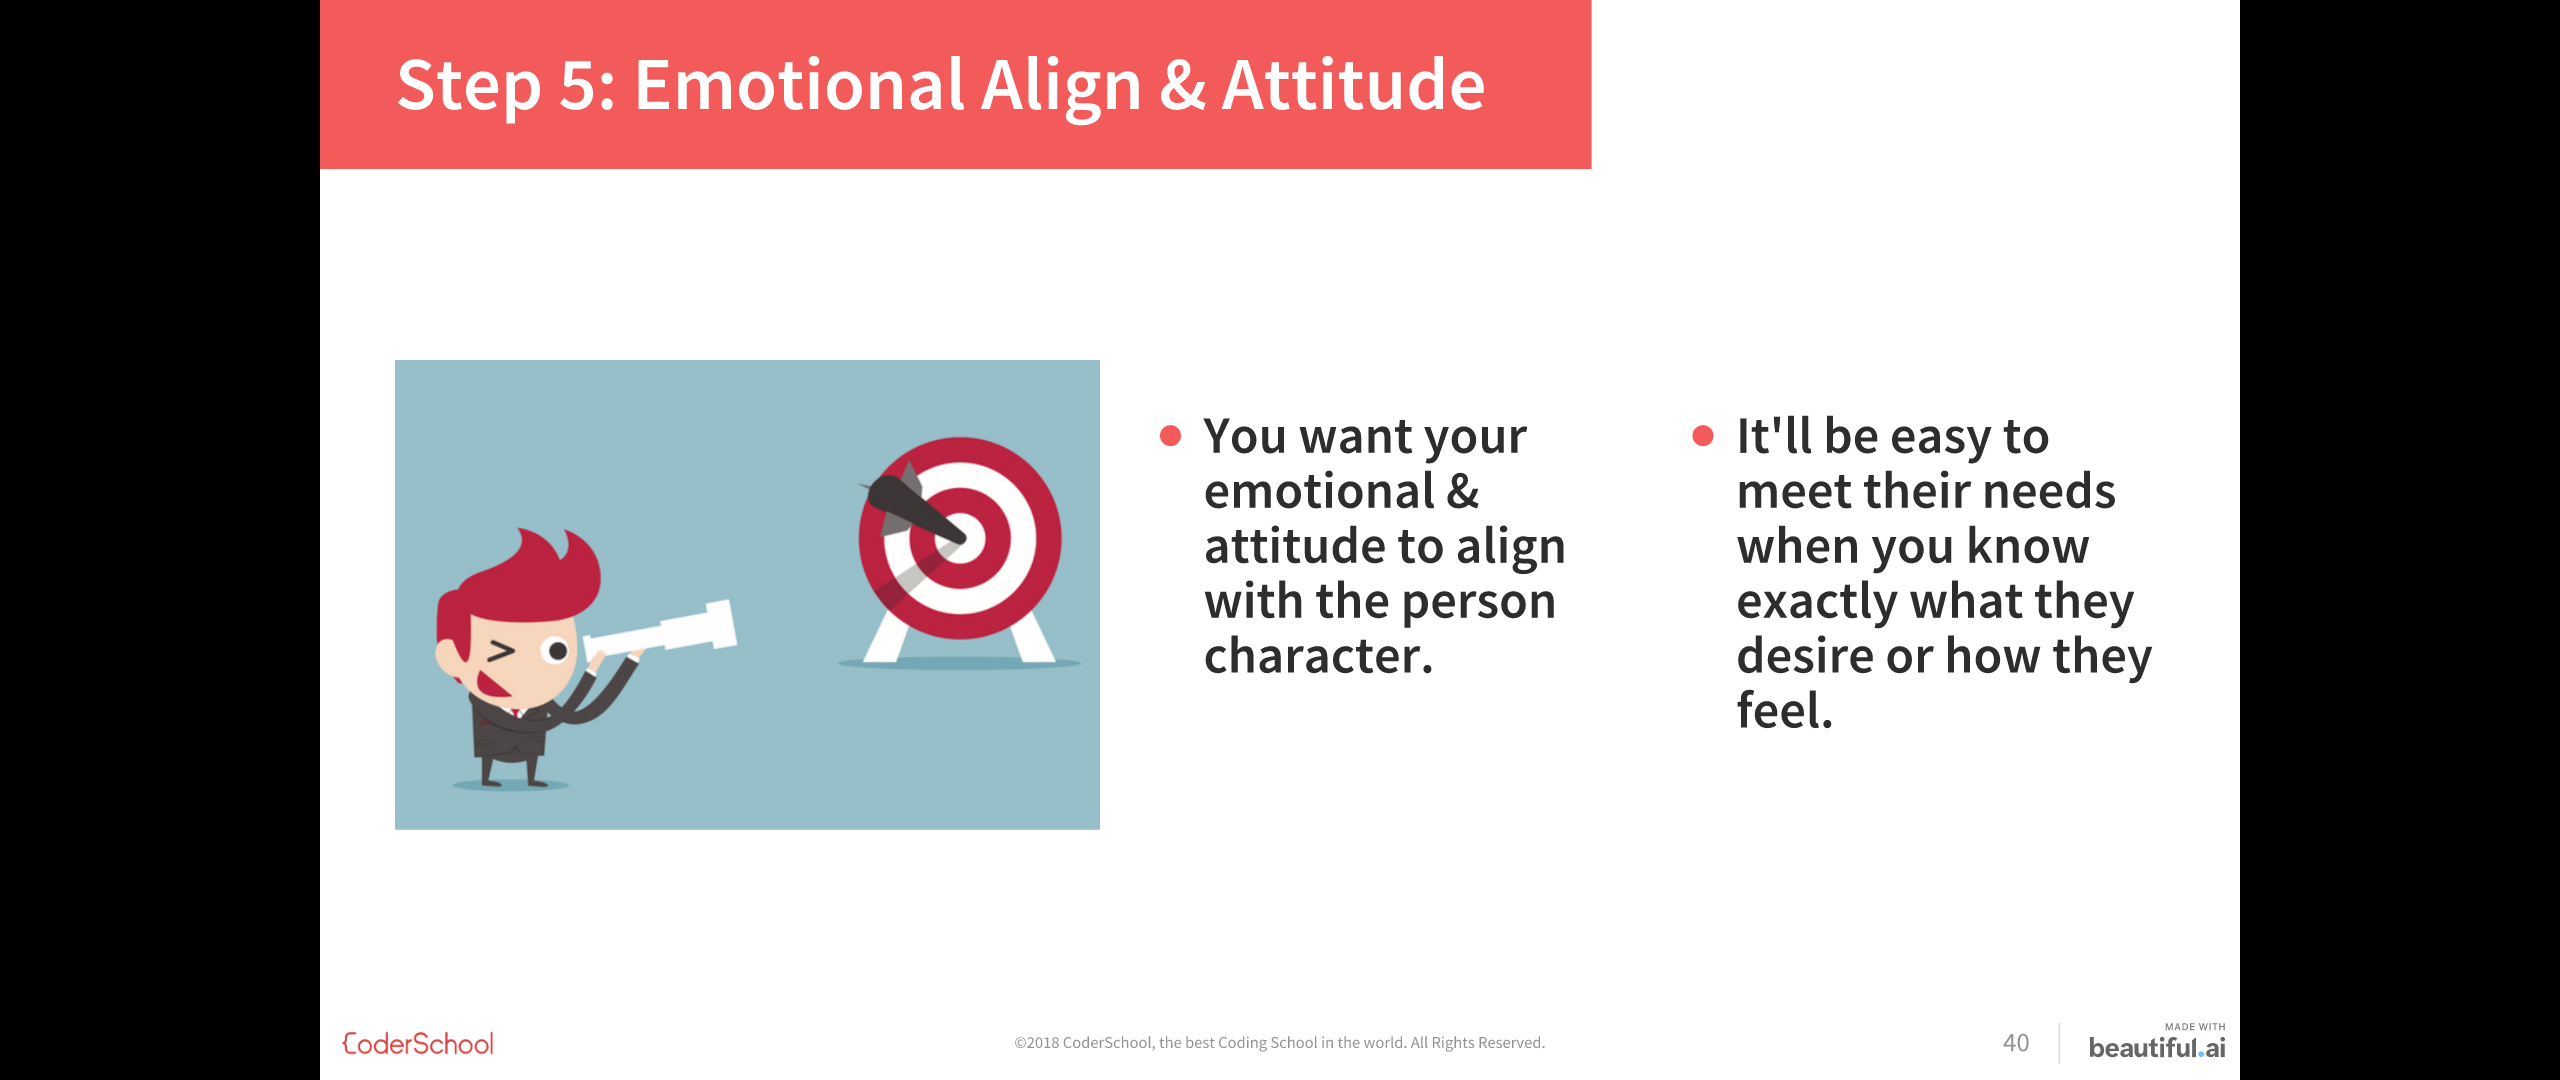 Step 5: Emotional Align & Attitude
You want your
emotional &
attitude to align
with the person
character.
It'll be easy to
meet their needs
when you know
exactly what they
desire or how they
feel.
CoderSchool
©2018 CoderSchool, the best Coding School in the world. All Rights Reserved.
40
MADE WITH
beautiful.ai